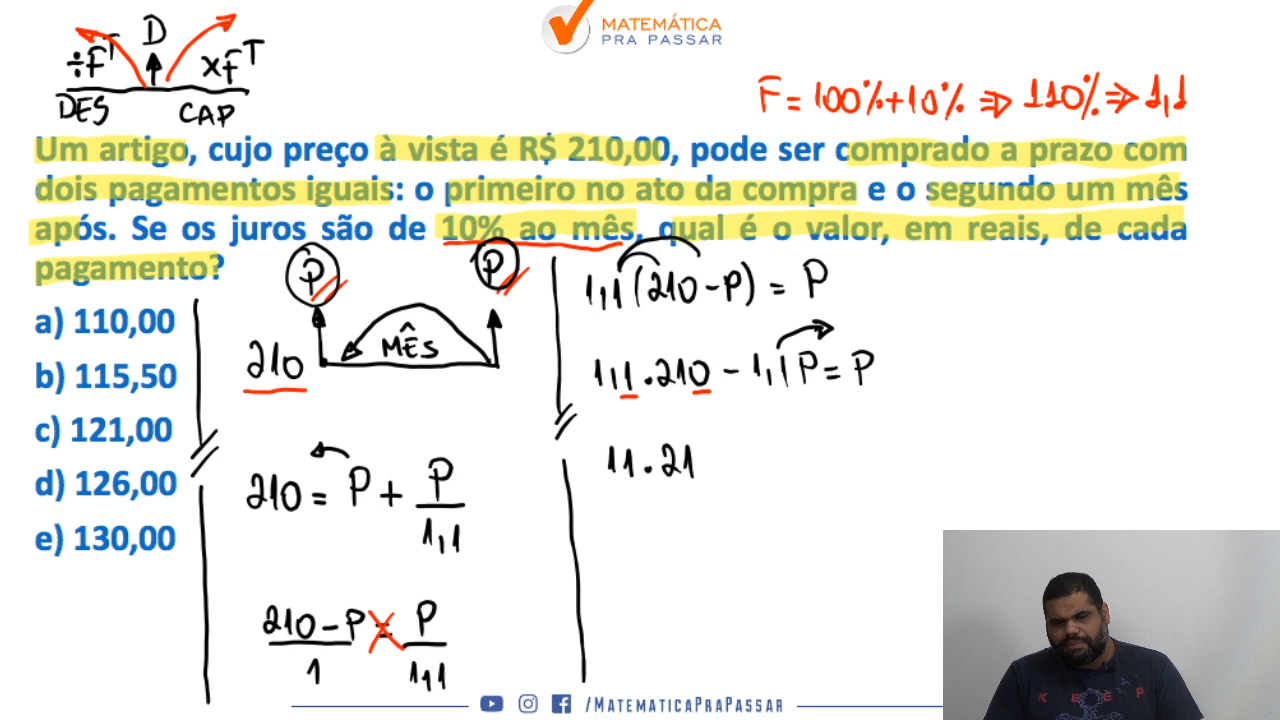 MATEMÁTICA
PRA PASSAR
D
÷F^T
xF^T
DES CAP
F = 100%+10% ⇒ 110% ⇒ 1,1
Um artigo, cujo preço à vista é R$ 210,00, pode ser comprado a prazo com
dois pagamentos iguais: o primeiro no ato da compra e o segundo um mês
após. Se os juros são de 10% ao mês, qual é o valor, em reais, de cada
pagamento?
a) 110,00
b) 115,50
c) 121,00
d) 126,00
e) 130,00
P P
210 MÊS
210 = P + P/1,1
(210 - P)/1 = P/1,1
1,1(210 - P) = P
1,1.210 - 1,1P = P
11.21
KEEP
/MatematicaPraPassar